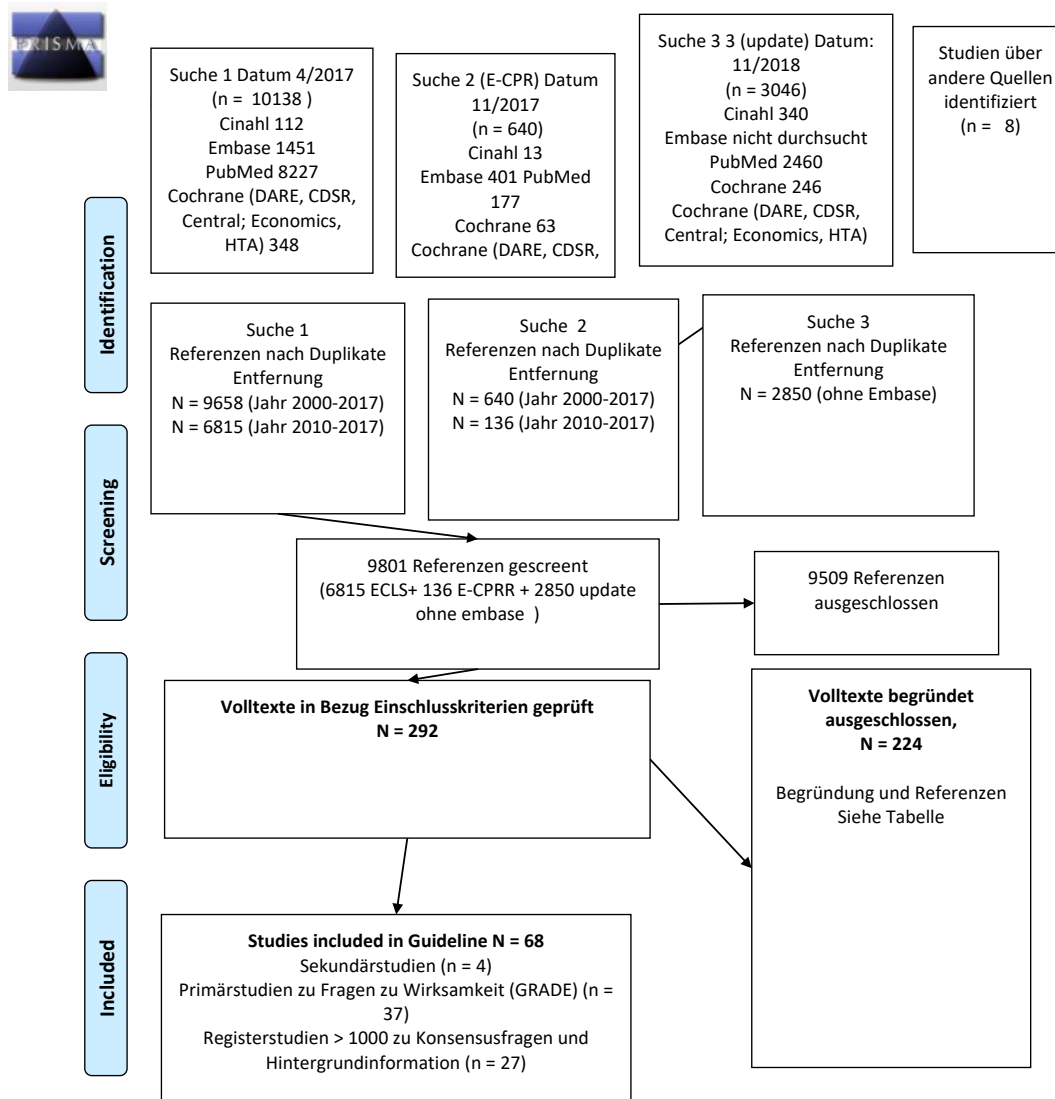 PRISMA
Suche 1 Datum 4/2017
(n = 10138 )
Cinahl 112
Embase 1451
PubMed 8227
Cochrane (DARE, CDSR,
Central; Economics,
HTA) 348
Suche 2 (E-CPR) Datum
11/2017
(n = 640)
Cinahl 13
Embase 401 PubMed
177
Cochrane 63
Cochrane (DARE, CDSR,
Suche 3 3 (update) Datum:
11/2018
(n = 3046)
Cinahl 340
Embase nicht durchsucht
PubMed 2460
Cochrane 246
Cochrane (DARE, CDSR,
Central; Economics, HTA)
Studien über
andere Quellen
identifiziert
(n = 8)
Identification
Suche 1
Referenzen nach Duplikate
Entfernung
N = 9658 (Jahr 2000-2017)
N = 6815 (Jahr 2010-2017)
Suche 2
Referenzen nach Duplikate
Entfernung
N = 640 (Jahr 2000-2017)
N = 136 (Jahr 2010-2017)
Suche 3
Referenzen nach Duplikate
Entfernung
N = 2850 (ohne Embase)
Screening
9801 Referenzen gescreent
(6815 ECLS+ 136 E-CPRR + 2850 update
ohne embase )
9509 Referenzen
ausgeschlossen
Eligibility
Volltexte in Bezug Einschlusskriterien geprüft
N = 292
Volltexte begründet
ausgeschlossen,
N = 224
Begründung und Referenzen
Siehe Tabelle
Included
Studies included in Guideline N = 68
Sekundärstudien (n = 4)
Primärstudien zu Fragen zu Wirksamkeit (GRADE) (n =
37)
Registerstudien > 1000 zu Konsensusfragen und
Hintergrundinformation (n = 27)